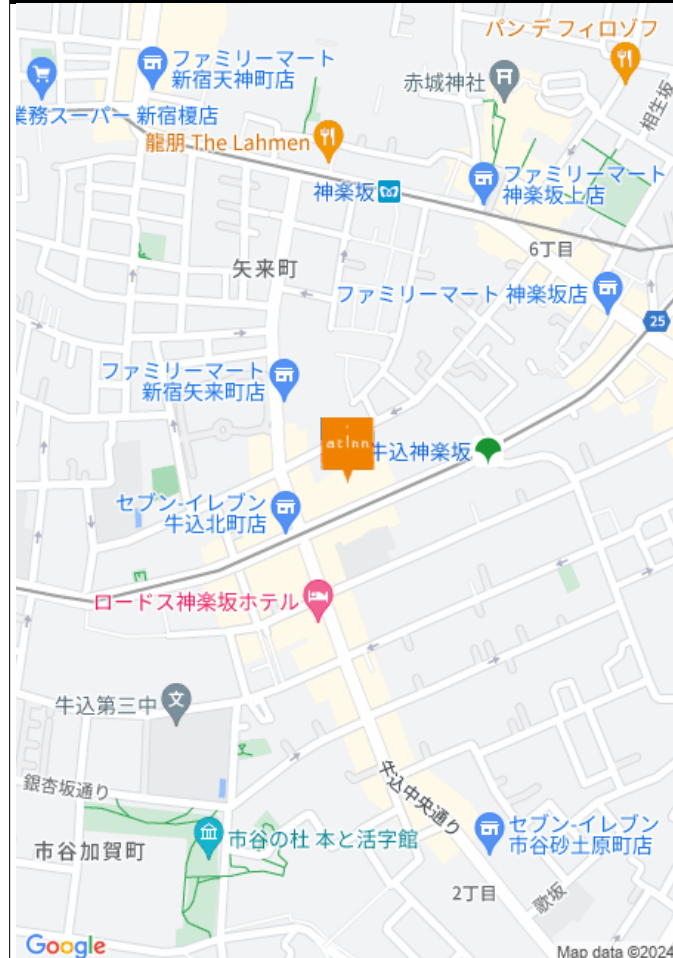 パン デ フィロゾフ
ファミリーマート
新宿天神町店
赤城神社
相生坂
業務スーパー 新宿榎店
龍朋 The Lahmen
神楽坂
ファミリーマート
神楽坂上店
6丁目
矢来町
ファミリーマート 神楽坂店
25
ファミリーマート
新宿矢来町店
at Inn
牛込神楽坂
セブン-イレブン
牛込北町店
ロードス神楽坂ホテル
文
牛込第三中
銀杏坂通り
牛込中央通り
市谷の杜 本と活字館
セブン-イレブン
市谷砂土原町店
市谷加賀町
2丁目
歌坂
Google
Map data ©2024